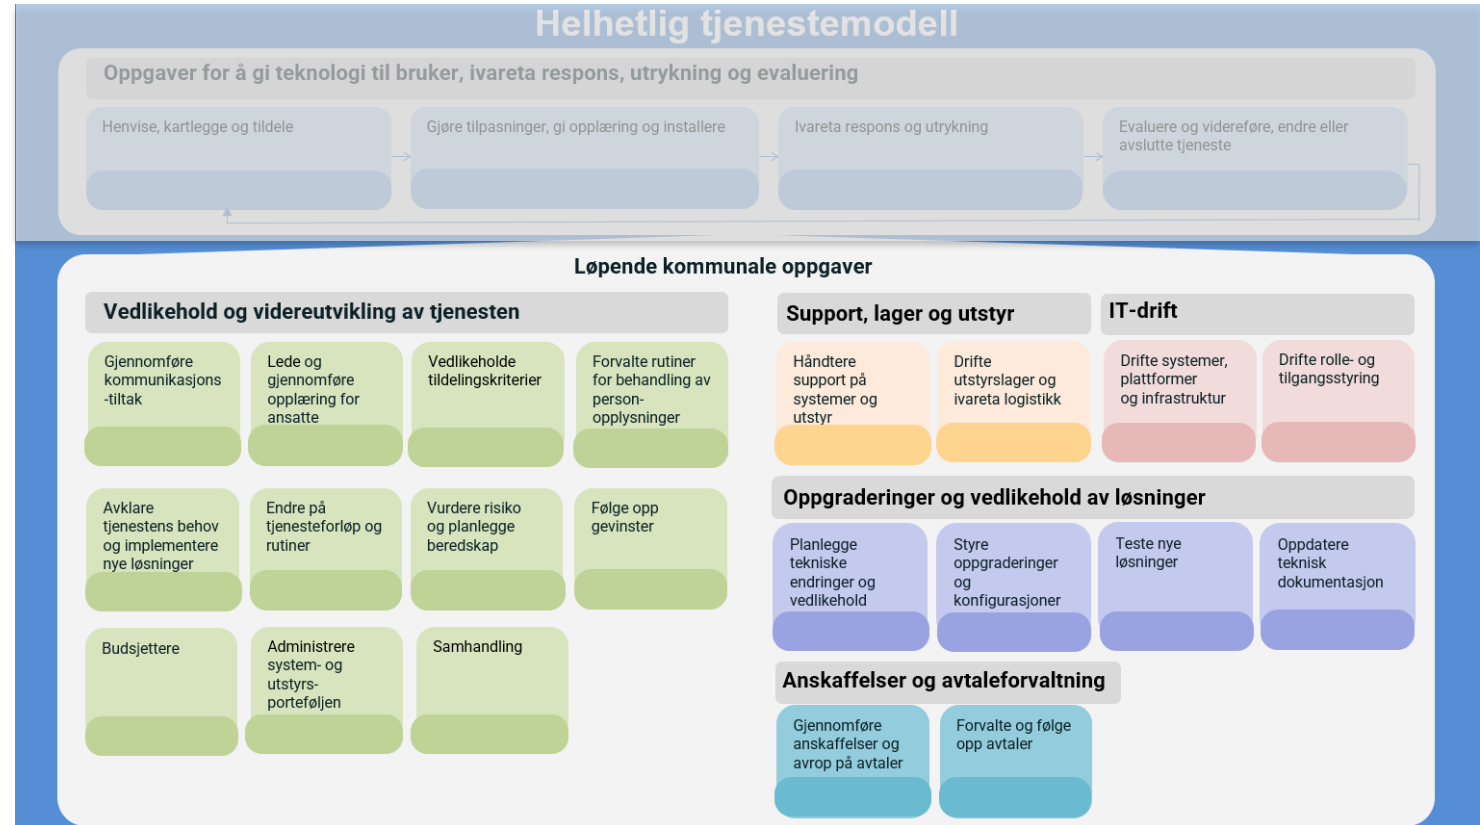 Helhetlig tjenestemodell
Oppgaver for å gi teknologi til bruker, ivareta respons, utrykning og evaluering
Henvise, kartlegge og tildele
Gjøre tilpasninger, gi opplæring og installere
Ivareta respons og utrykning
Evaluere og videreføre, endre eller
avslutte tjeneste
Løpende kommunale oppgaver
Vedlikehold og videreutvikling av tjenesten
Gjennomføre
kommunikasjons
-tiltak
Lede og
gjennomføre
opplæring for
ansatte
Vedlikeholde
tildelingskriterier
Forvalte rutiner
for behandling av
person-
opplysninger
Avklare
tjenestens behov
og implementere
nye løsninger
Endre på
tjenesteforløp og
rutiner
Vurdere risiko
og planlegge
beredskap
Følge opp
gevinster
Budsjettere
Administrere
system- og
utstyrs-
porteføljen
Samhandling
Support, lager og utstyr
Håndtere
support på
systemer og
utstyr
Drifte
utstyrslager og
ivareta logistikk
IT-drift
Drifte systemer,
plattformer
og infrastruktur
Drifte rolle- og
tilgangsstyring
Oppgraderinger og vedlikehold av løsninger
Planlegge
tekniske
endringer og
vedlikehold
Styre
oppgraderinger
og
konfigurasjoner
Teste nye
løsninger
Oppdatere
teknisk
dokumentasjon
Anskaffelser og avtaleforvaltning
Gjennomføre
anskaffelser og
avrop på avtaler
Forvalte og følge
opp avtaler